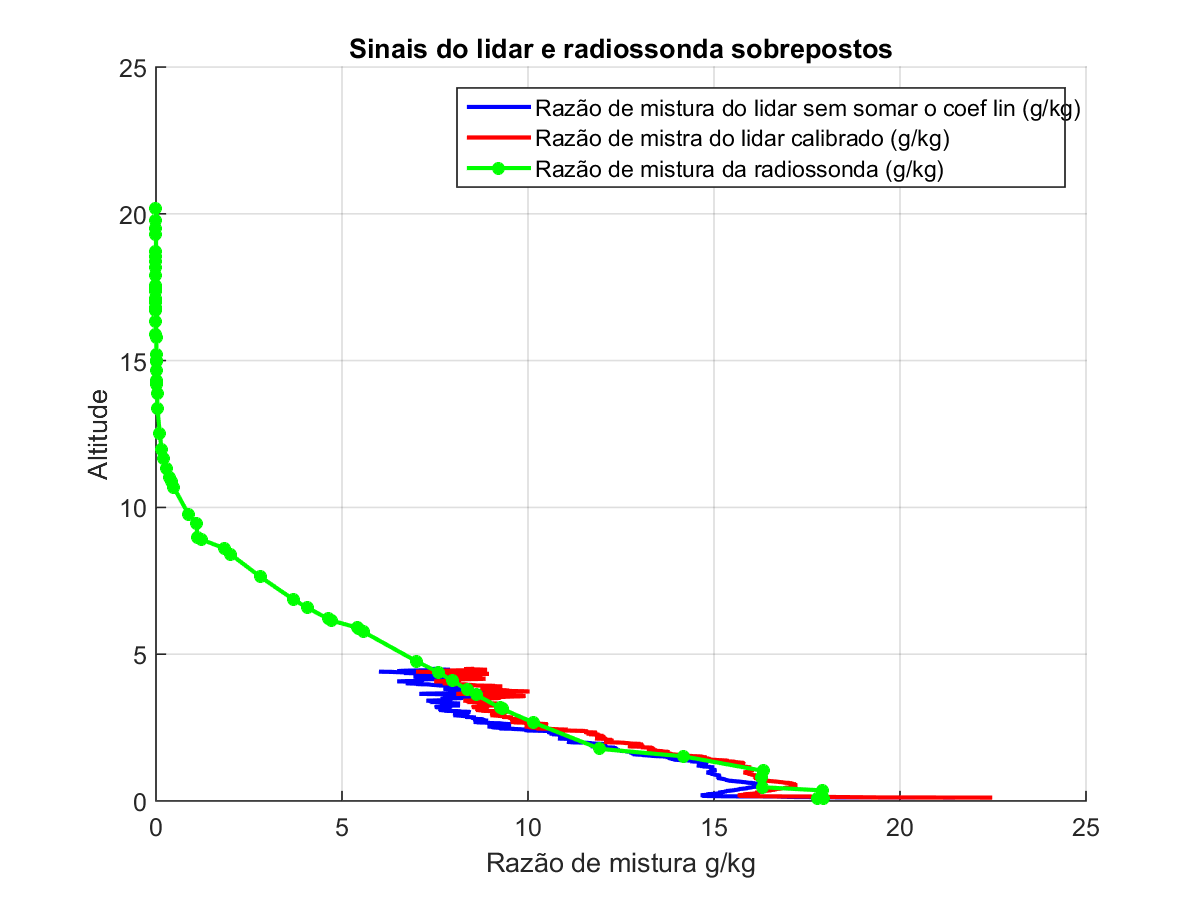 Sinais do lidar e radiossonda sobrepostos
25
Razão de mistura do lidar sem somar o coef lin (g/kg)
Razão de mistra do lidar calibrado (g/kg)
Razão de mistura da radiossonda (g/kg)
20
15
Altitude
10
5
0
0 5 10 15 20 25
Razão de mistura g/kg